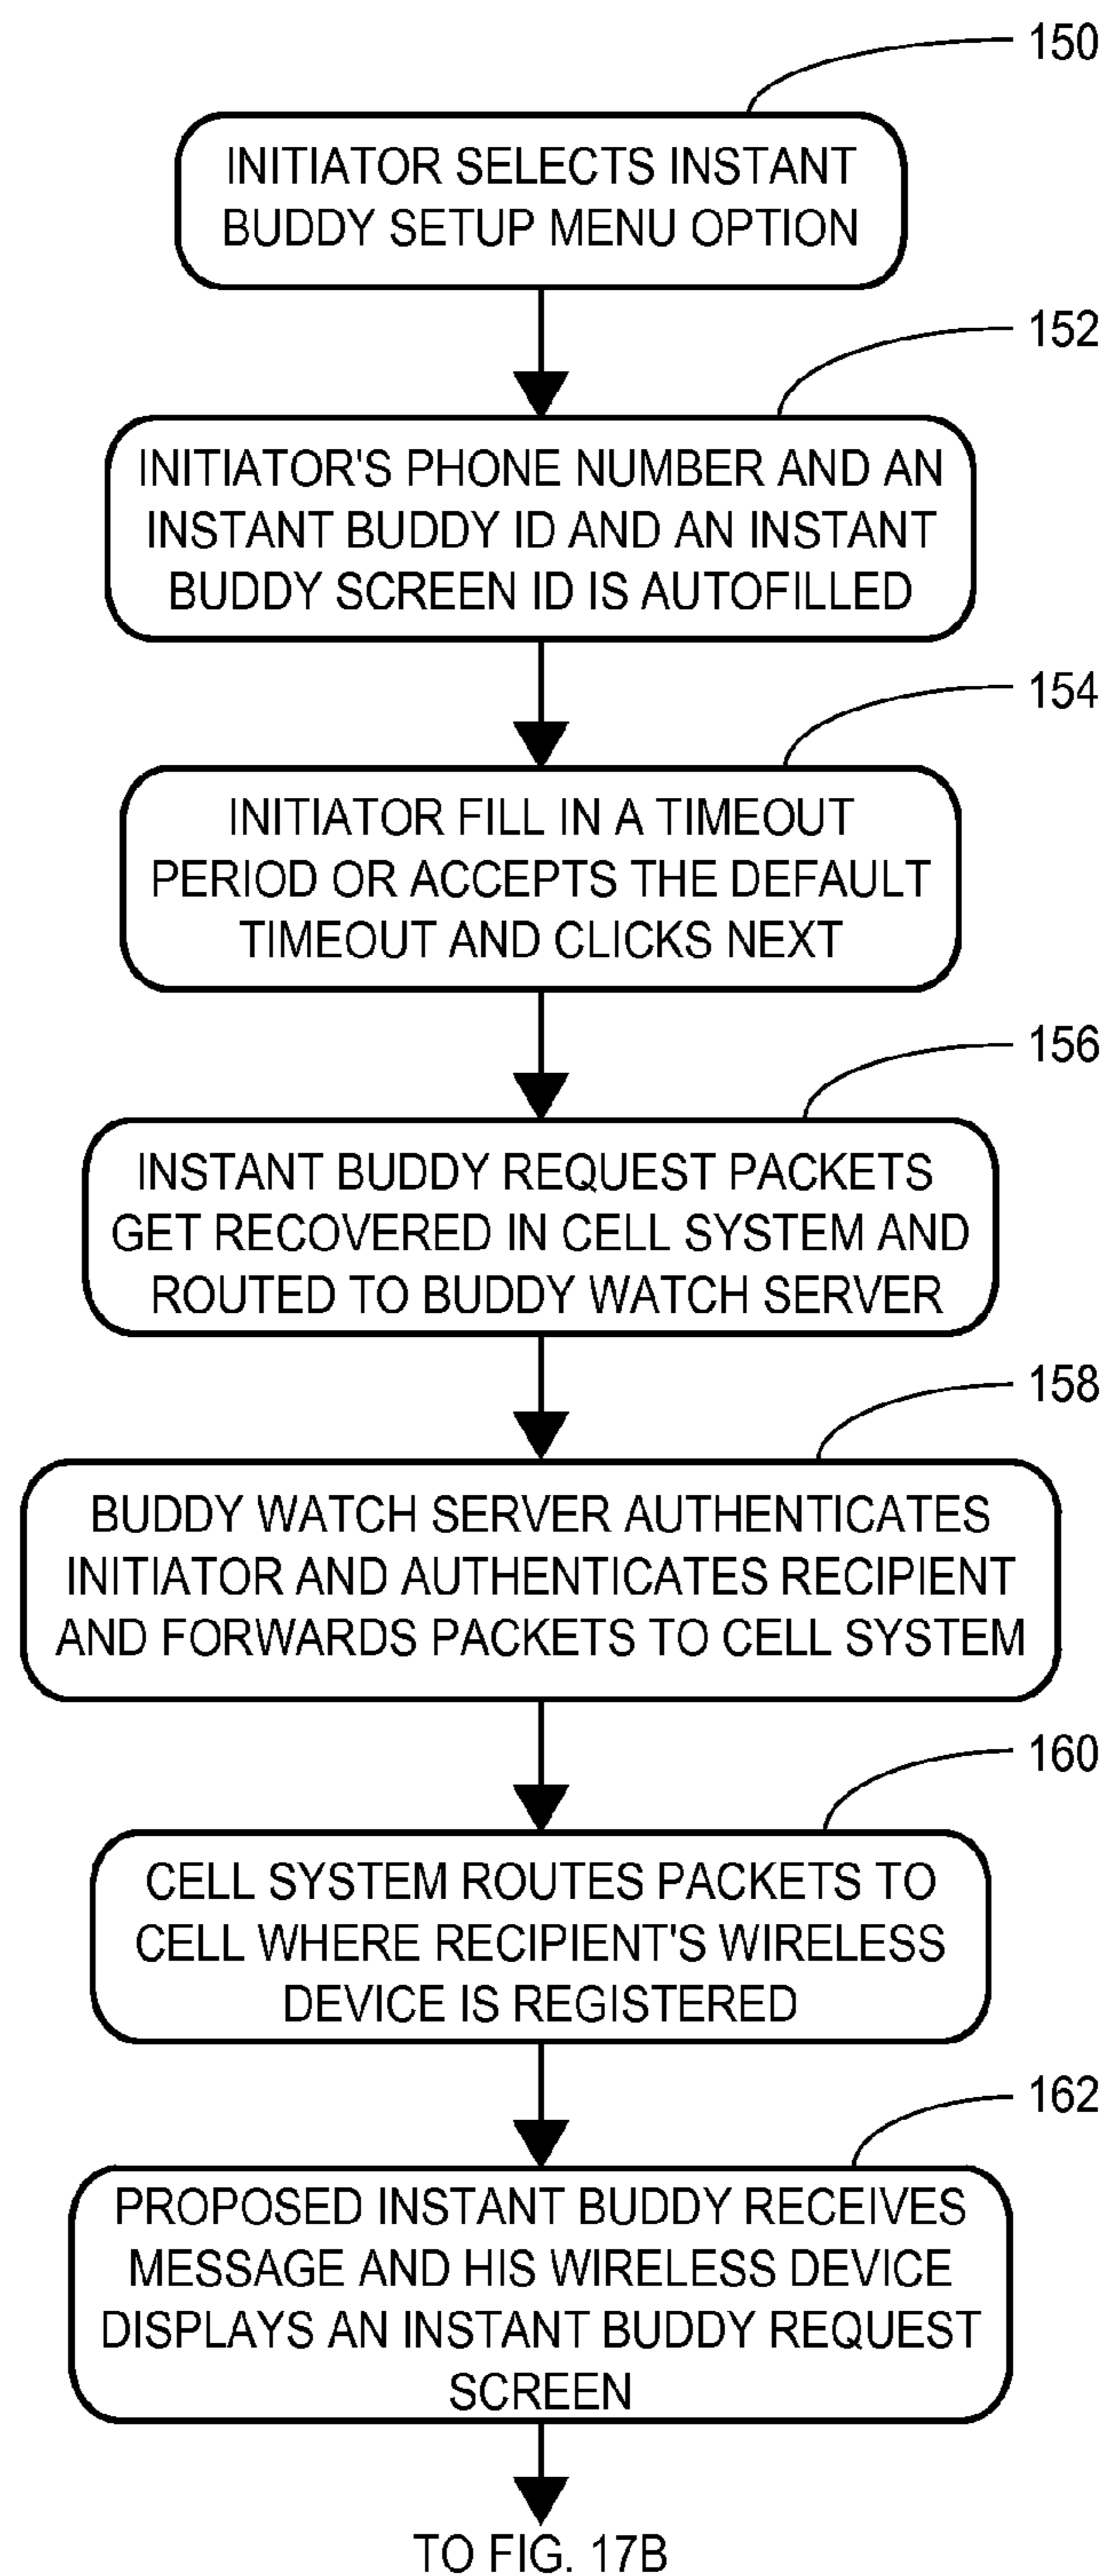 150
INITIATOR SELECTS INSTANT
BUDDY SETUP MENU OPTION
152
INITIATOR'S PHONE NUMBER AND AN
INSTANT BUDDY ID AND AN INSTANT
BUDDY SCREEN ID IS AUTOFILLED
154
INITIATOR FILL IN A TIMEOUT
PERIOD OR ACCEPTS THE DEFAULT
TIMEOUT AND CLICKS NEXT
156
INSTANT BUDDY REQUEST PACKETS
GET RECOVERED IN CELL SYSTEM AND
ROUTED TO BUDDY WATCH SERVER
158
BUDDY WATCH SERVER AUTHENTICATES
INITIATOR AND AUTHENTICATES RECIPIENT
AND FORWARDS PACKETS TO CELL SYSTEM
160
CELL SYSTEM ROUTES PACKETS TO
CELL WHERE RECIPIENT'S WIRELESS
DEVICE IS REGISTERED
162
PROPOSED INSTANT BUDDY RECEIVES
MESSAGE AND HIS WIRELESS DEVICE
DISPLAYS AN INSTANT BUDDY REQUEST
SCREEN
TO FIG. 17B